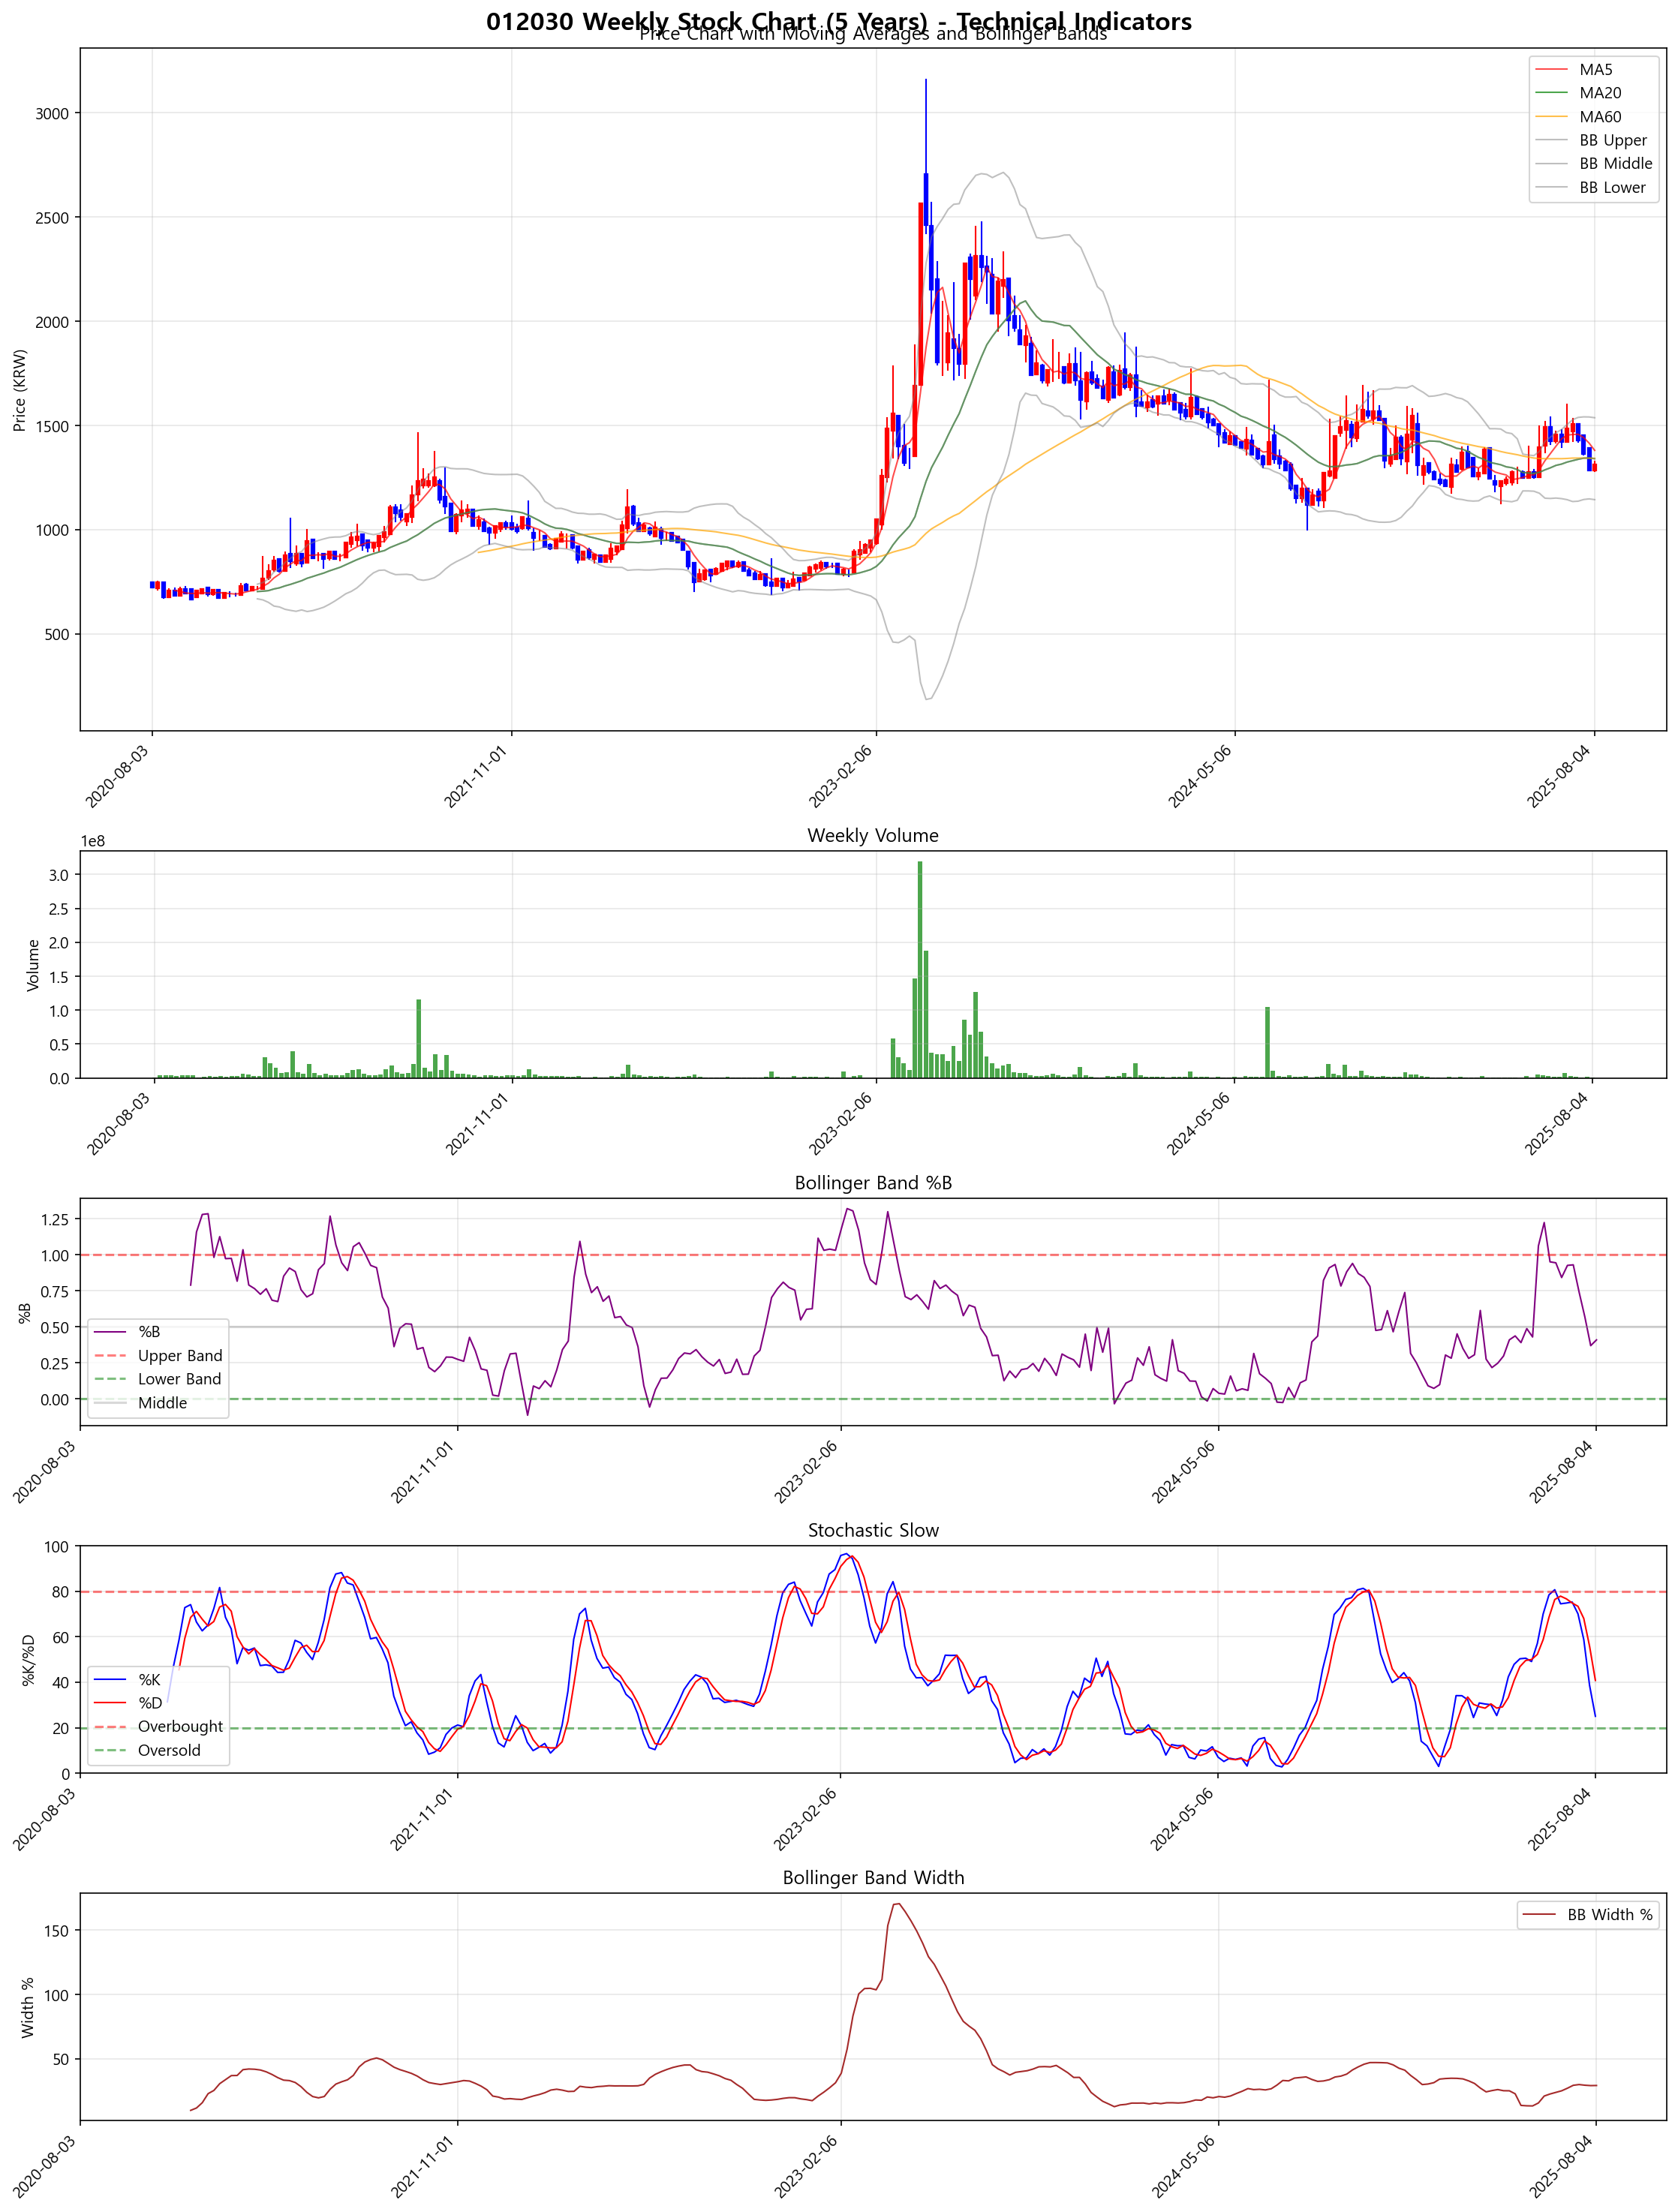 012030 Weekly Stock Chart (5 Years) - Technical Indicators
Price Chart with Moving Averages and Bollinger Bands
MA5
MA20
MA60
BB Upper
BB Middle
BB Lower
Price (KRW)
3000
2500
2000
1500
1000
500
2020-08-03
2021-11-01
2023-02-06
2024-05-06
2025-08-04
Weekly Volume
1e8
Volume
3.0
2.5
2.0
1.5
1.0
0.5
0.0
2020-08-03
2021-11-01
2023-02-06
2024-05-06
2025-08-04
Bollinger Band %B
%B
1.25
1.00
0.75
0.50
0.25
0.00
%B
Upper Band
Lower Band
Middle
2020-08-03
2021-11-01
2023-02-06
2024-05-06
2025-08-04
Stochastic Slow
%K/%D
100
80
60
40
20
0
%K
%D
Overbought
Oversold
2020-08-03
2021-11-01
2023-02-06
2024-05-06
2025-08-04
Bollinger Band Width
BB Width %
Width %
150
100
50
2020-08-03
2021-11-01
2023-02-06
2024-05-06
2025-08-04